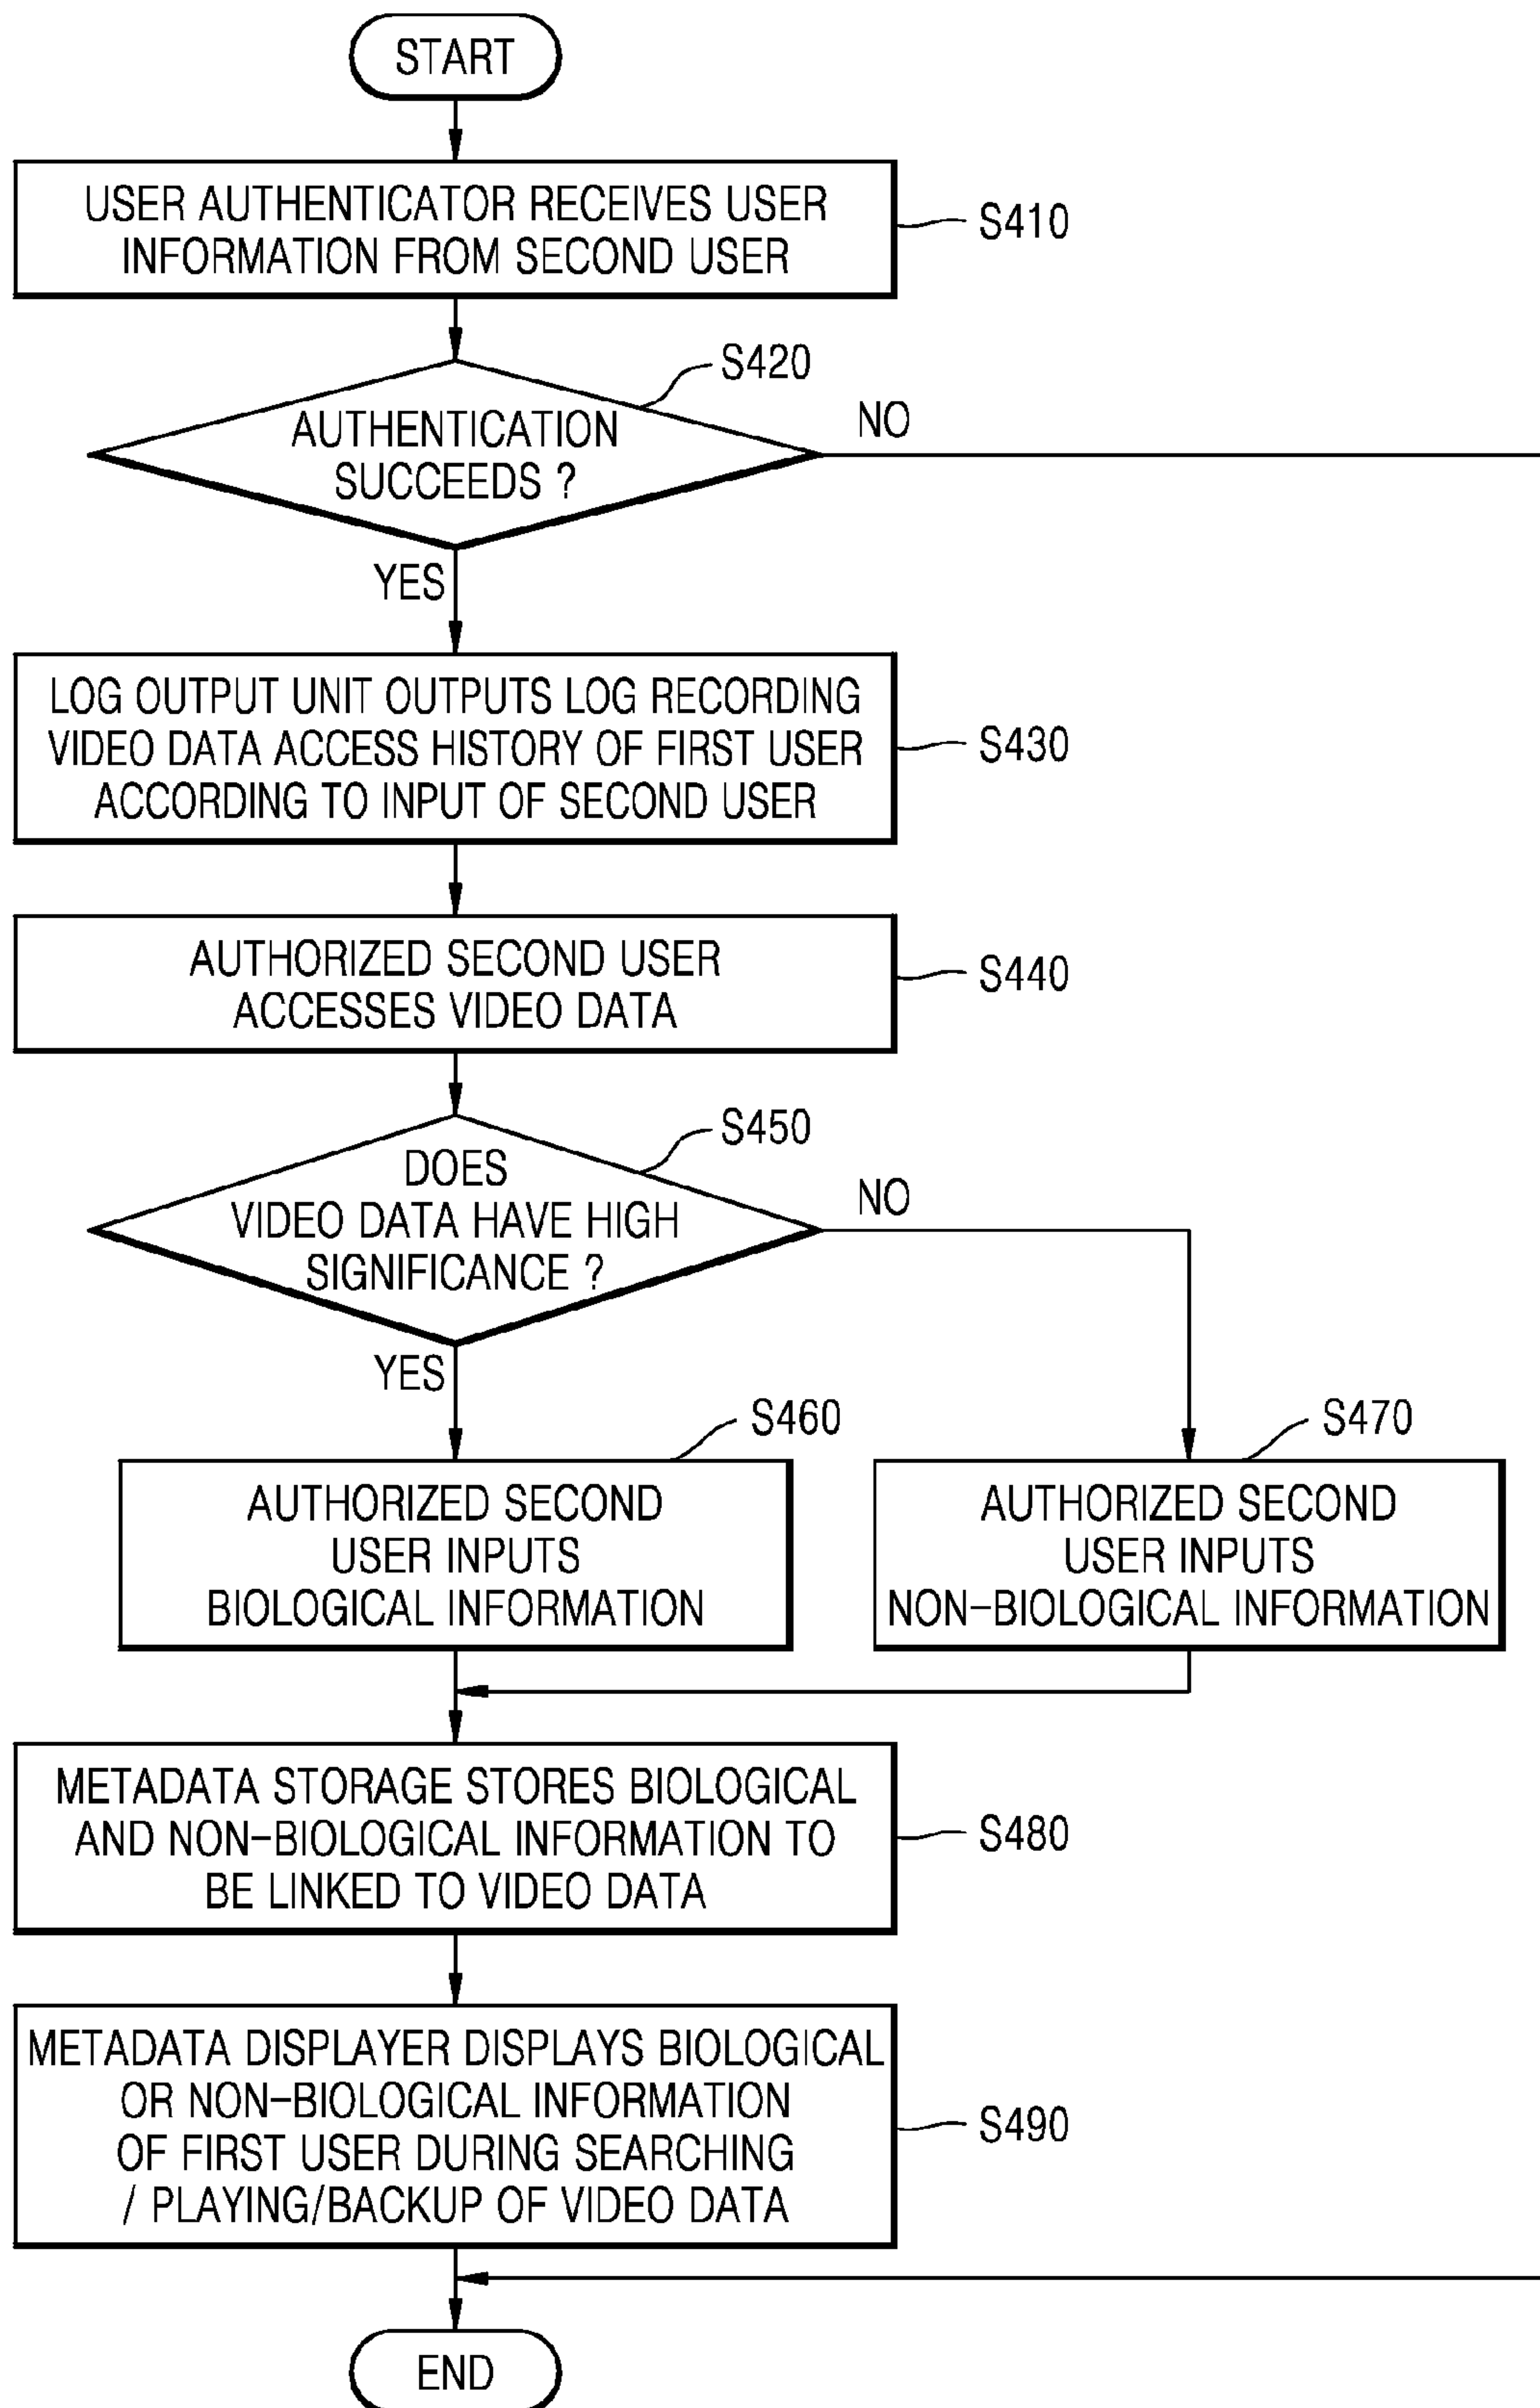 START
USER AUTHENTICATOR RECEIVES USER
INFORMATION FROM SECOND USER
S410
S420
AUTHENTICATION
SUCCEEDS ?
NO
YES
LOG OUTPUT UNIT OUTPUTS LOG RECORDING
VIDEO DATA ACCESS HISTORY OF FIRST USER
ACCORDING TO INPUT OF SECOND USER
S430
AUTHORIZED SECOND USER
ACCESSES VIDEO DATA
S440
S450
DOES
VIDEO DATA HAVE HIGH
SIGNIFICANCE ?
NO
YES
S460
AUTHORIZED SECOND
USER INPUTS
BIOLOGICAL INFORMATION
S470
AUTHORIZED SECOND
USER INPUTS
NON-BIOLOGICAL INFORMATION
METADATA STORAGE STORES BIOLOGICAL
AND NON-BIOLOGICAL INFORMATION TO
BE LINKED TO VIDEO DATA
S480
METADATA DISPLAYER DISPLAYS BIOLOGICAL
OR NON-BIOLOGICAL INFORMATION
OF FIRST USER DURING SEARCHING
/ PLAYING/BACKUP OF VIDEO DATA
S490
END